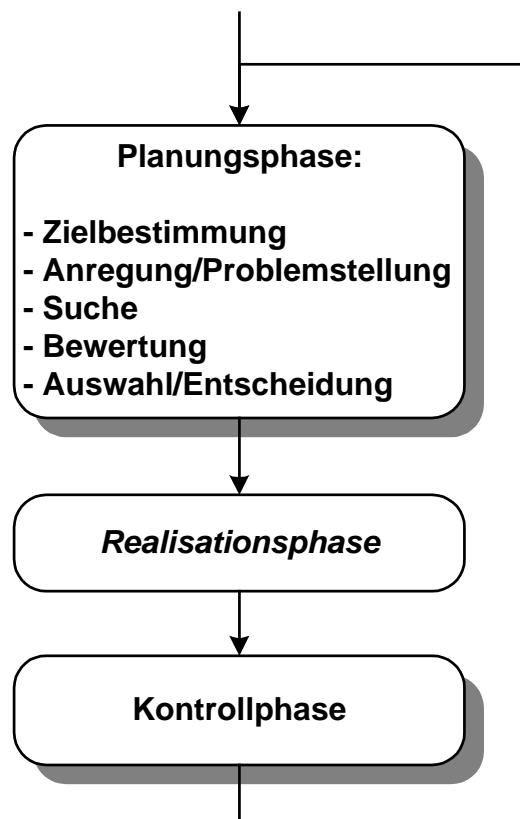 Planungsphase:
- Zielbestimmung
- Anregung/Problemstellung
- Suche
- Bewertung
- Auswahl/Entscheidung
Realisationsphase
Kontrollphase